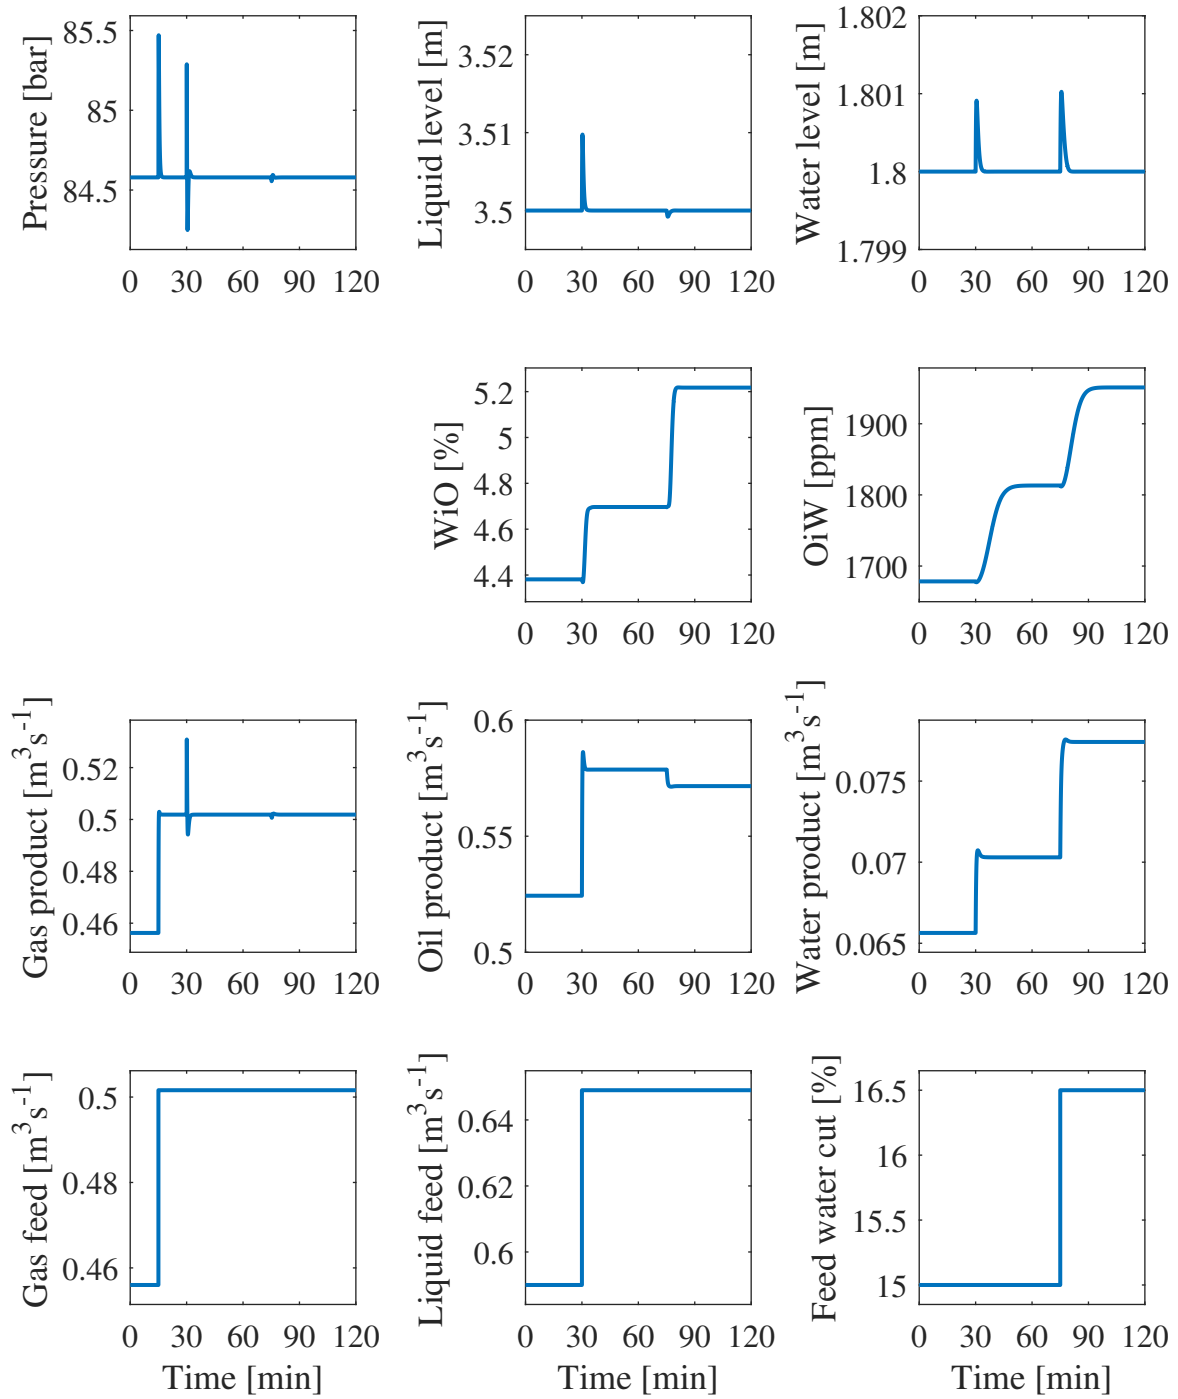 Pressure [bar]
85.5
85
84.5
0 30 60 90 120
Liquid level [m]
3.52
3.51
3.5
0 30 60 90 120
Water level [m]
1.802
1.801
1.8
1.799
0 30 60 90 120
WiO [%]
5.2
5
4.8
4.6
4.4
0 30 60 90 120
OiW [ppm]
1900
1800
1700
0 30 60 90 120
Gas product [m³s⁻¹]
0.52
0.5
0.48
0.46
0 30 60 90 120
Oil product [m³s⁻¹]
0.6
0.55
0.5
0 30 60 90 120
Water product [m³s⁻¹]
0.075
0.07
0.065
0 30 60 90 120
Gas feed [m³s⁻¹]
0.5
0.48
0.46
0 30 60 90 120
Time [min]
Liquid feed [m³s⁻¹]
0.64
0.62
0.6
0 30 60 90 120
Time [min]
Feed water cut [%]
16.5
16
15.5
15
0 30 60 90 120
Time [min]